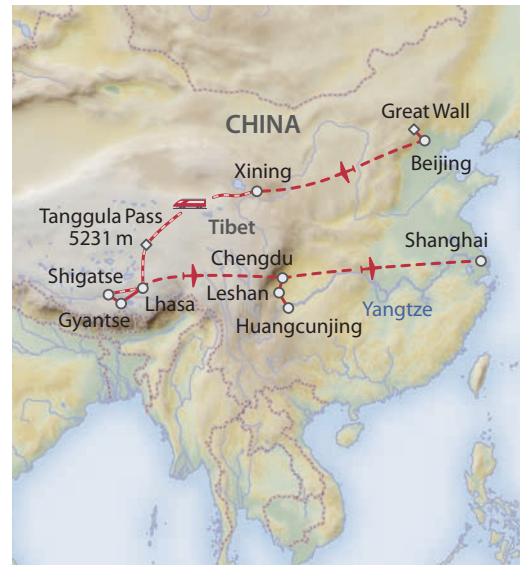 Great Wall
CHINA
Beijing
Xining
Tanggula Pass
5231 m
Tibet
Shanghai
Chengdu
Shigatse
Leshan
Lhasa
Yangtze
Gyantse
Huangcunjing